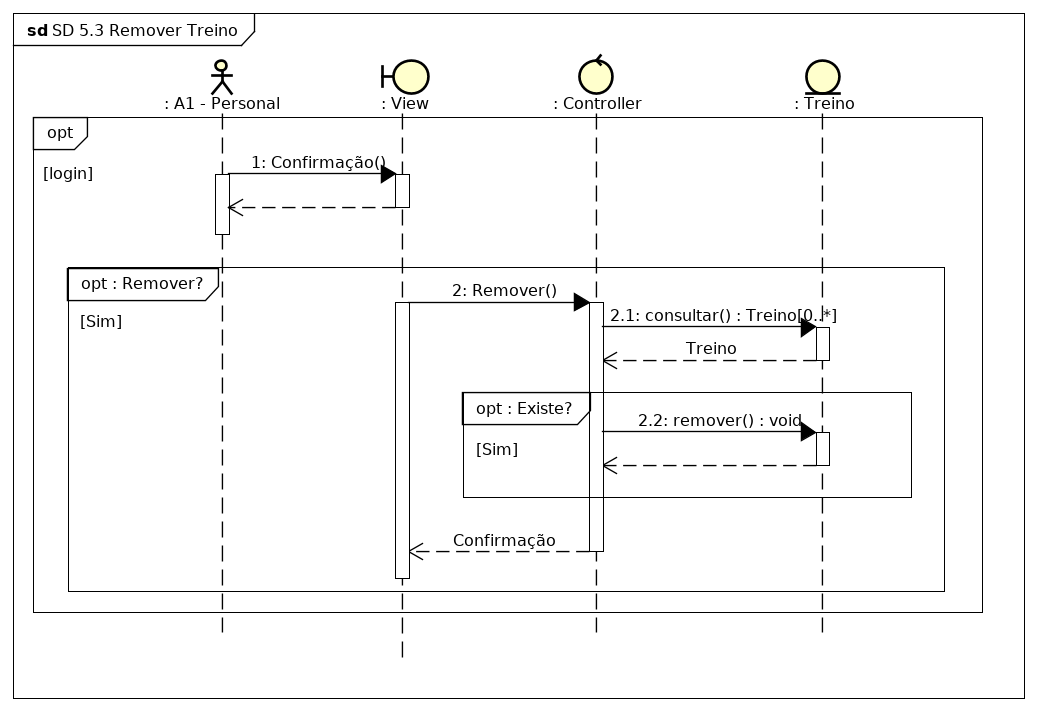 sd SD 5.3 Remover Treino
: A1 - Personal
: View
: Controller
: Treino
opt
1: Confirmação()
[login]
opt : Remover?
2: Remover()
[Sim]
2.1: consultar() : Treino[0..*]
Treino
opt : Existe?
2.2: remover() : void
[Sim]
Confirmação